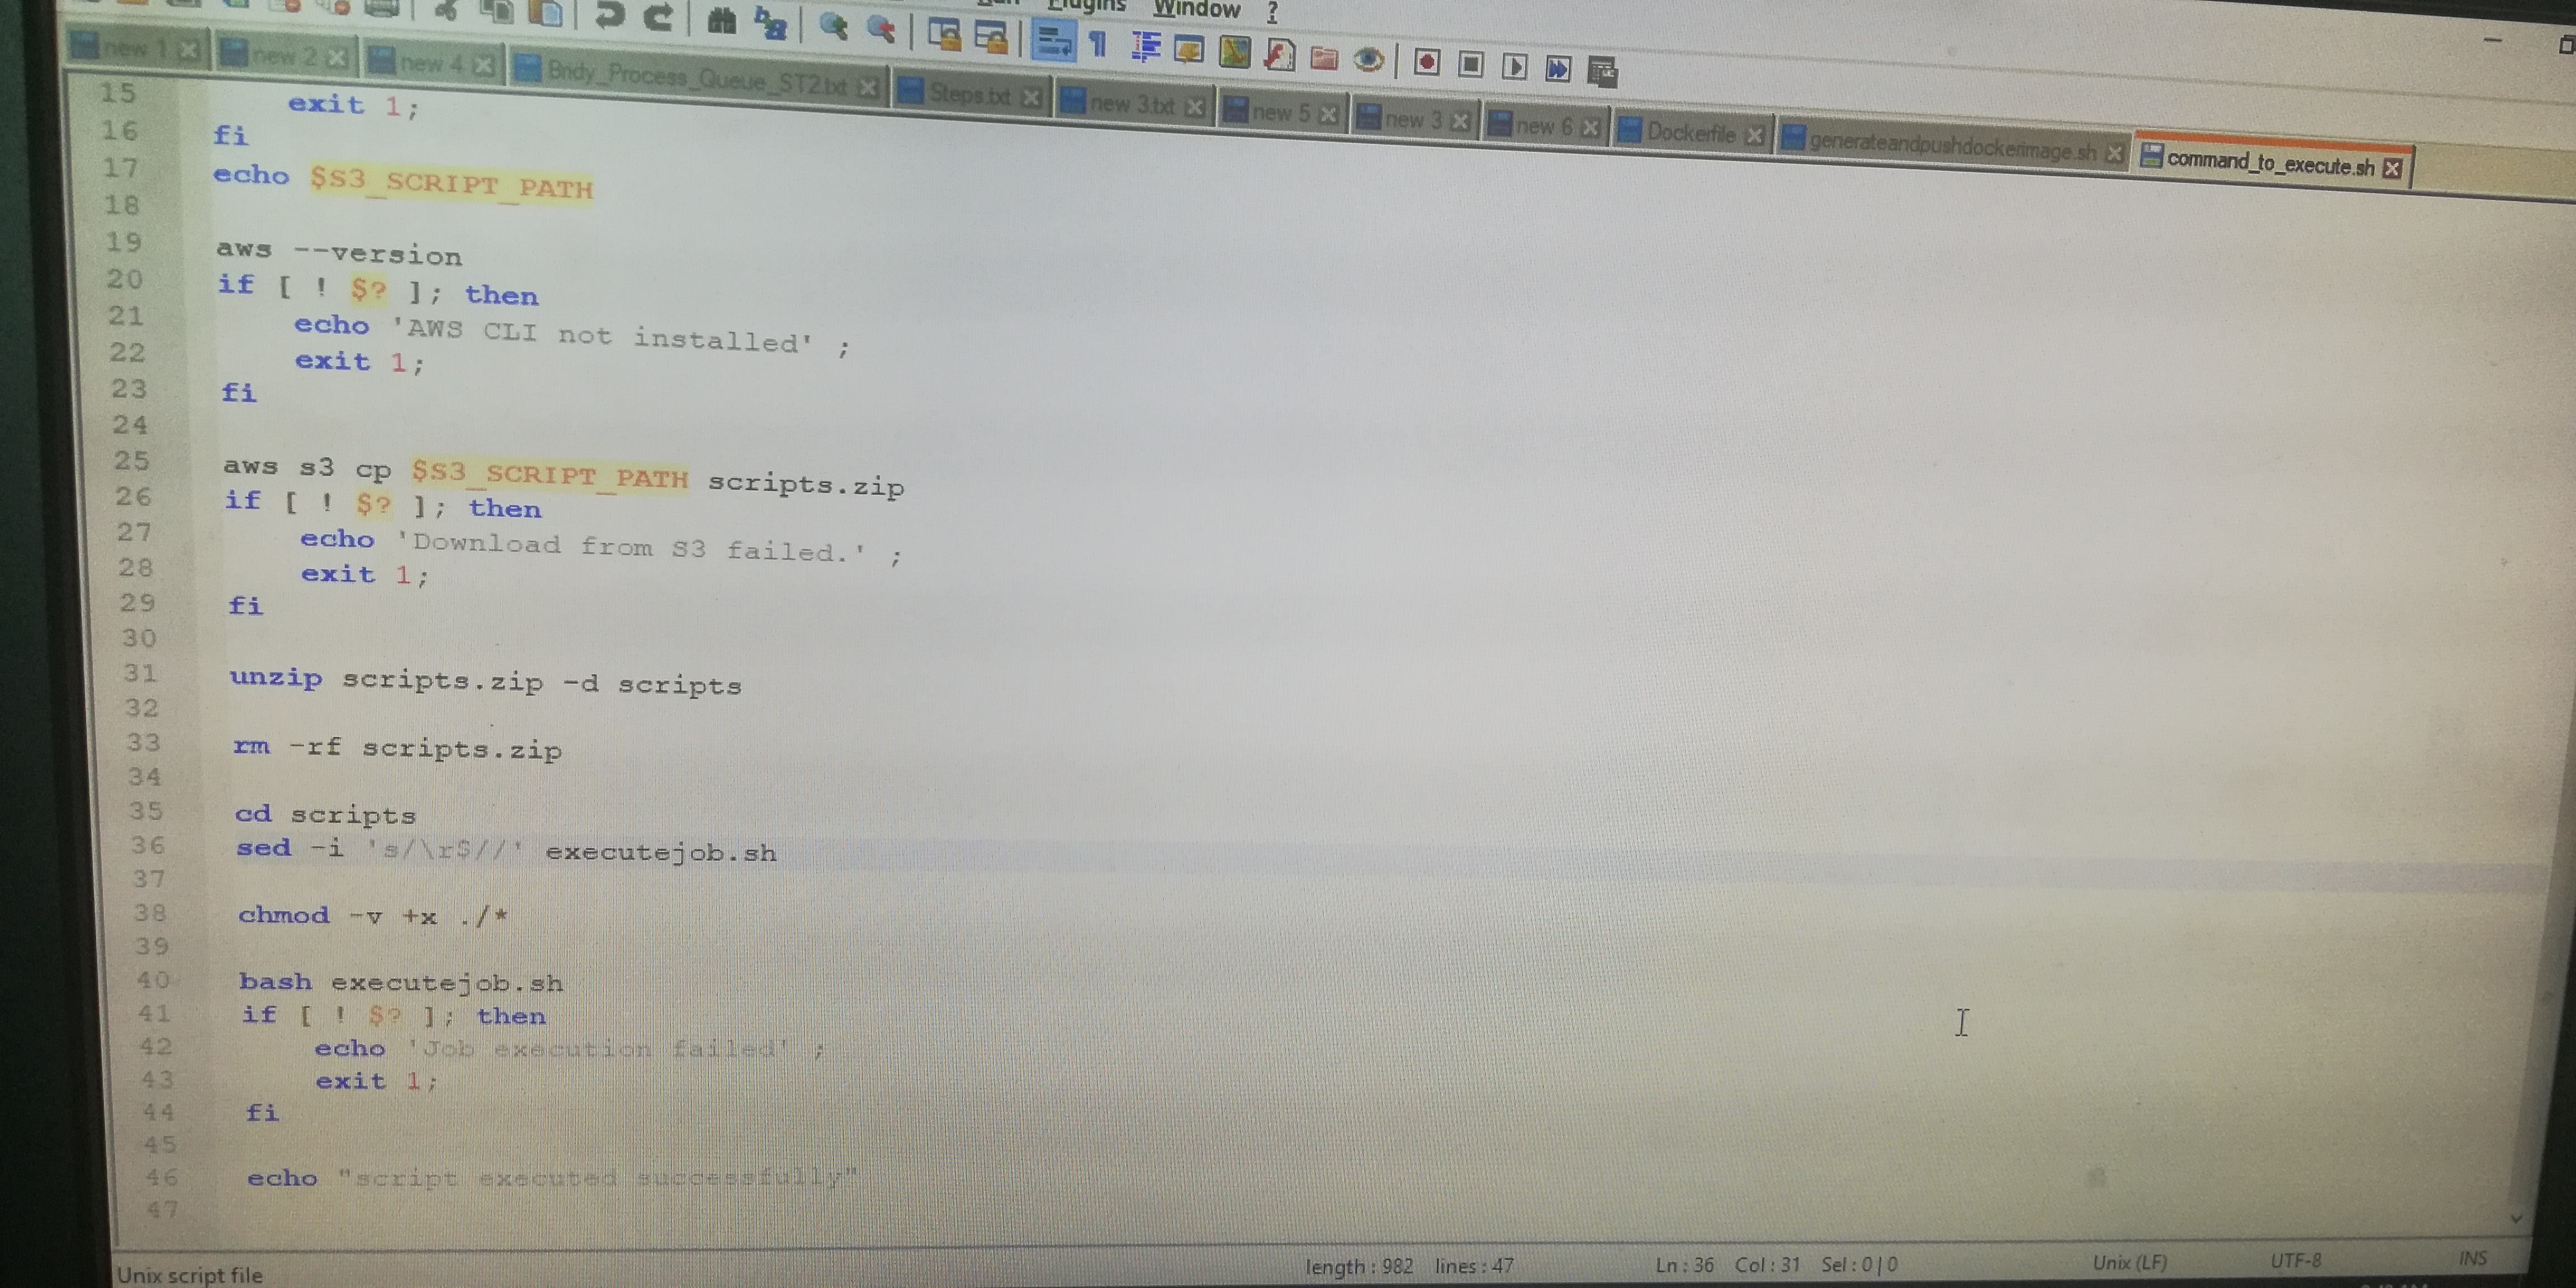 Plugins Window ?
new 1 new 2 new 4 Bridy_Process_Queue_ST2.txt Steps.txt new 3.txt new 5 new 3 new 6 Dockerfile generateandpushdockerimage.sh command_to_execute.sh
15 exit 1;
16 fi
17 echo $S3_SCRIPT_PATH
18
19 aws --version
20 if [ ! $? ]; then
21 echo 'AWS CLI not installed' ;
22 exit 1;
23 fi
24
25 aws s3 cp $S3_SCRIPT_PATH scripts.zip
26 if [ ! $? ]; then
27 echo 'Download from S3 failed.' ;
28 exit 1;
29 fi
30
31 unzip scripts.zip -d scripts
32
33 rm -rf scripts.zip
34
35 cd scripts
36 sed -i 's/\r$//' executejob.sh
37
38 chmod -v +x ./*
39
40 bash executejob.sh
41 if [ ! $? ]; then
42 echo 'Job execution failed' ;
43 exit 1;
44 fi
45
46 echo "script executed successfully"
47
Unix script file length : 982 lines : 47 Ln : 36 Col : 31 Sel : 0 | 0 Unix (LF) UTF-8 INS